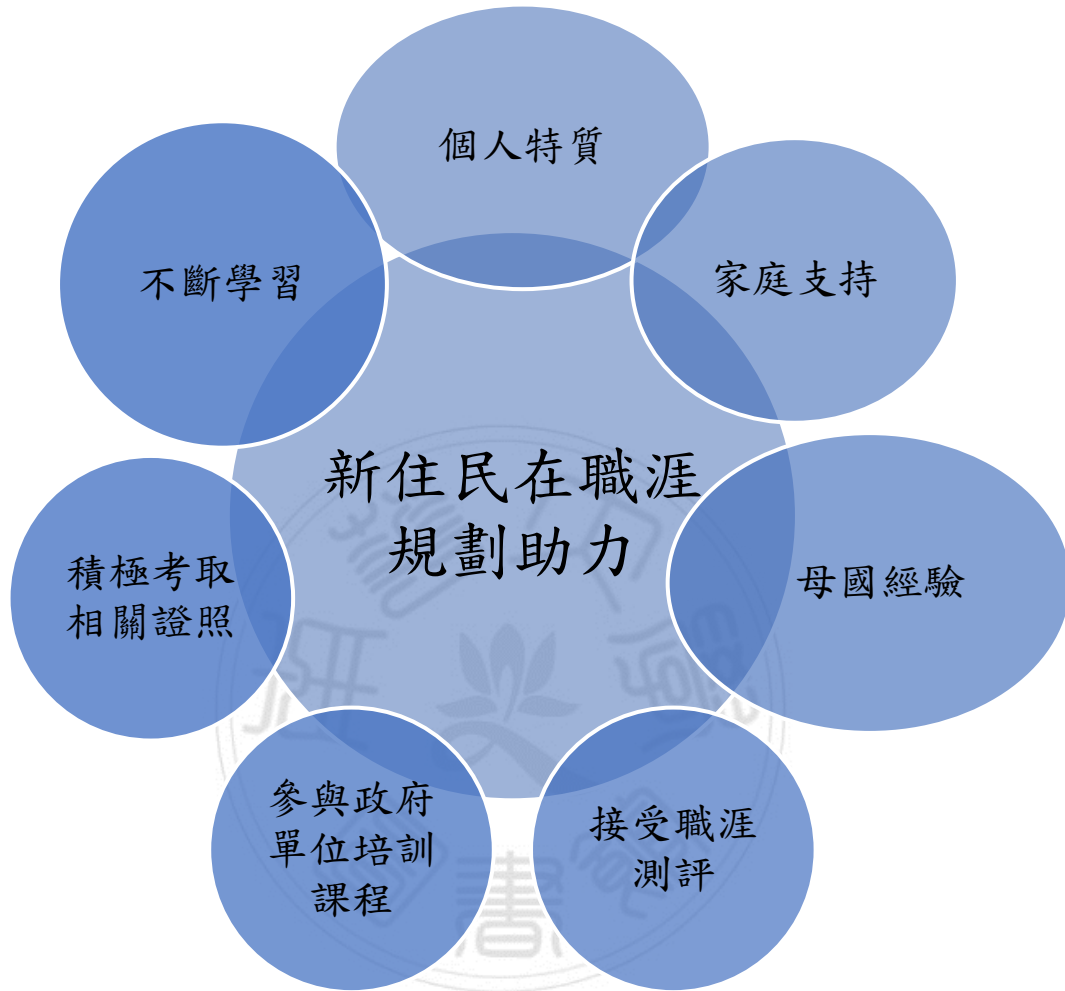 個人特質
家庭支持
不斷學習
新住民在職涯
規劃助力
母國經驗
積極考取
相關證照
參與政府
單位培訓
課程
接受職涯
測評